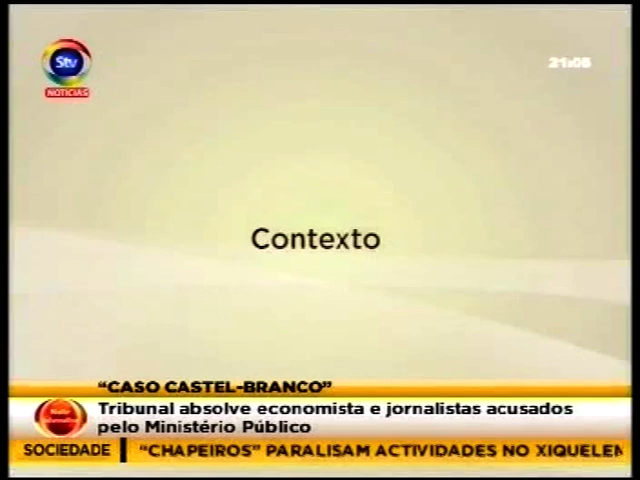 Stv
NOTICIAS
21:05
Contexto
"CASO CASTEL-BRANCO"
Tribunal absolve economista e jornalistas acusados
pelo Ministério Público
SOCIEDADE
"CHAPEIROS" PARALISAM ACTIVIDADES NO XIQUELEN